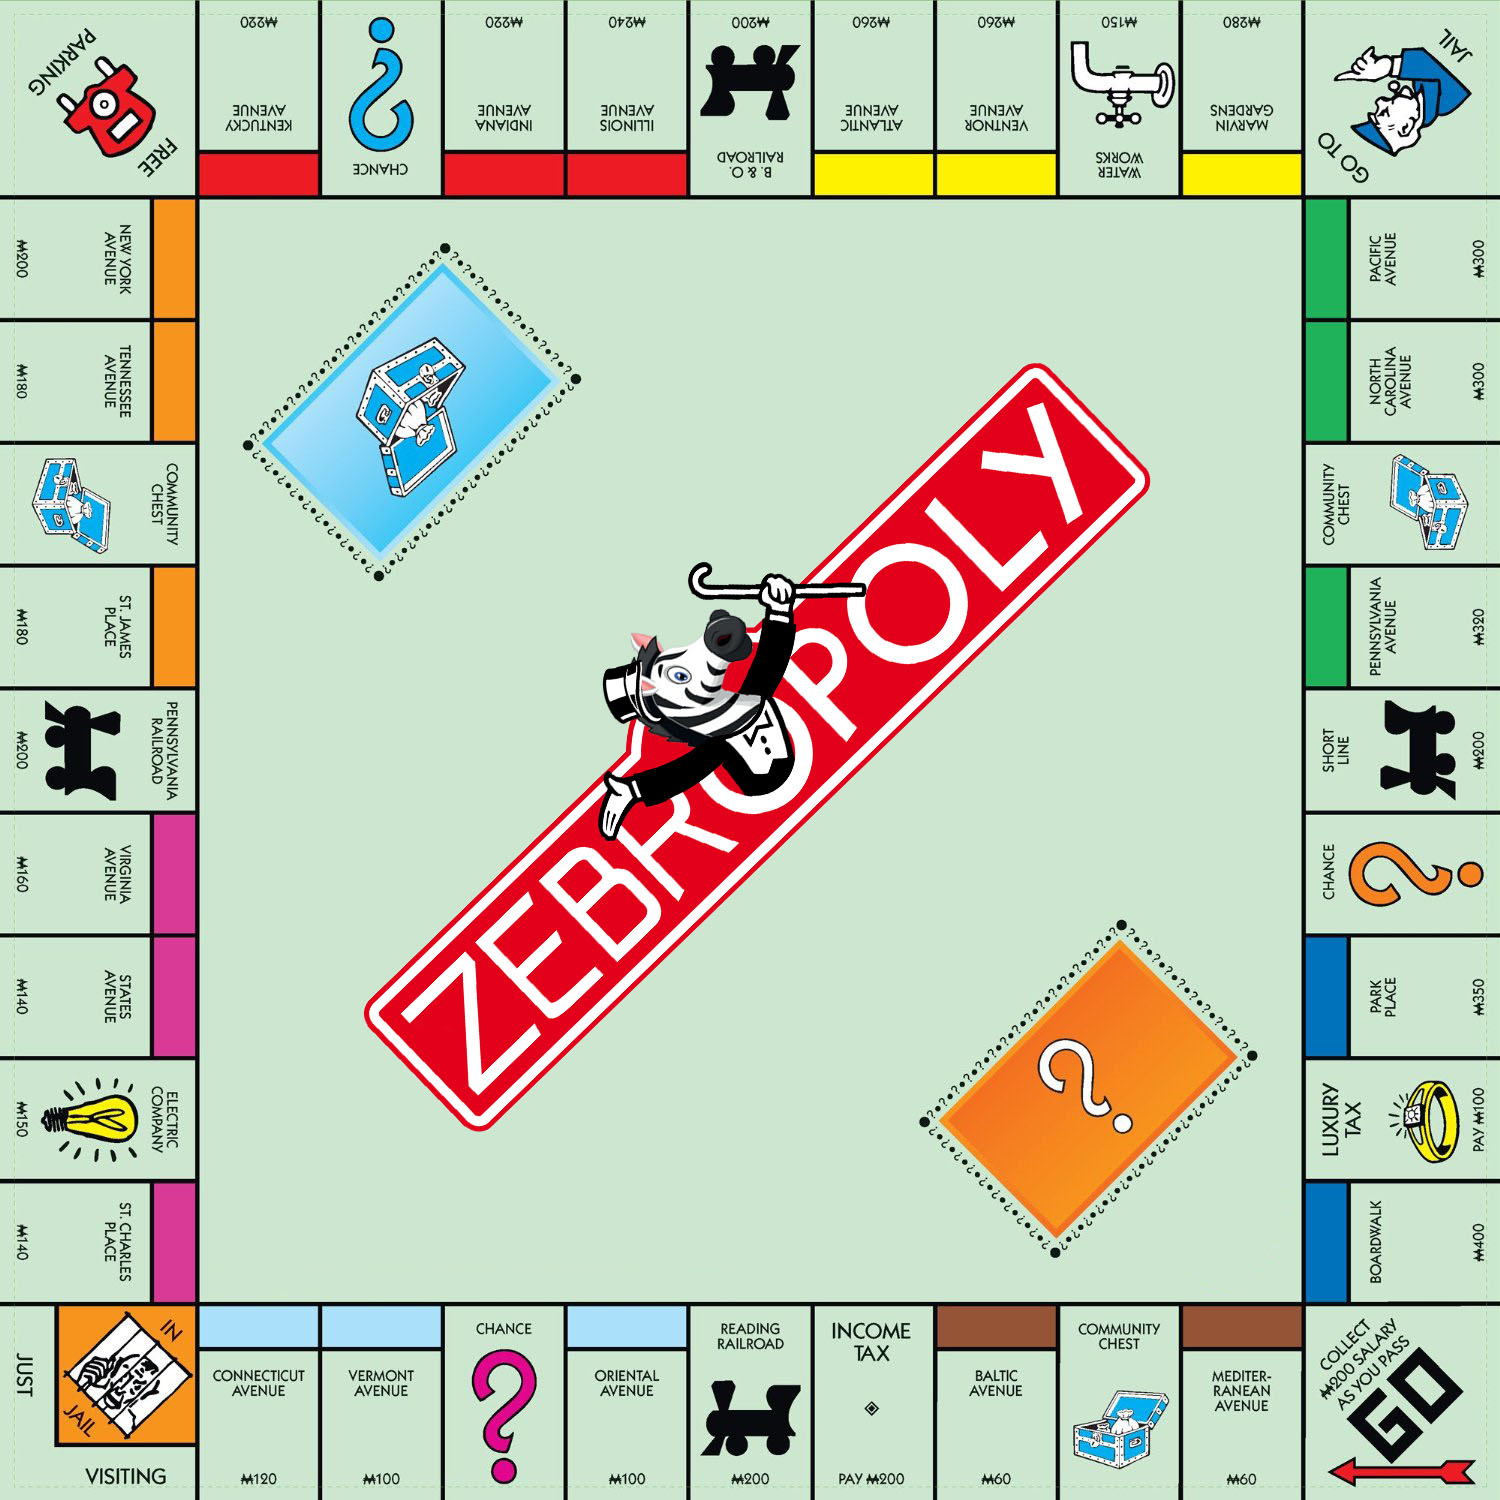 FREE
PARKING
KENTUCKY
AVENUE
₩220
CHANCE
?
INDIANA
AVENUE
₩220
ILLINOIS
AVENUE
₩240
B. & O.
RAILROAD
₩200
ATLANTIC
AVENUE
₩260
VENTNOR
AVENUE
₩260
WATER
WORKS
₩150
MARVIN
GARDENS
₩280
GO TO
JAIL
PACIFIC
AVENUE
₩300
NORTH
CAROLINA
AVENUE
₩300
COMMUNITY
CHEST
PENNSYLVANIA
AVENUE
₩320
SHORT
LINE
₩200
CHANCE
?
PARK
PLACE
₩350
LUXURY
TAX
PAY ₩100
BOARDWALK
₩400
COLLECT
₩200 SALARY
AS YOU PASS
GO
MEDITER-
RANEAN
AVENUE
₩60
COMMUNITY
CHEST
BALTIC
AVENUE
₩60
INCOME
TAX
PAY ₩200
READING
RAILROAD
₩200
ORIENTAL
AVENUE
₩100
CHANCE
?
VERMONT
AVENUE
₩100
CONNECTICUT
AVENUE
₩120
IN
JAIL
JUST
VISITING
ST. CHARLES
PLACE
₩140
ELECTRIC
COMPANY
₩150
STATES
AVENUE
₩140
VIRGINIA
AVENUE
₩160
PENNSYLVANIA
RAILROAD
₩200
ST. JAMES
PLACE
₩180
COMMUNITY
CHEST
TENNESSEE
AVENUE
₩180
NEW YORK
AVENUE
₩200
ZEBROPOLY
?